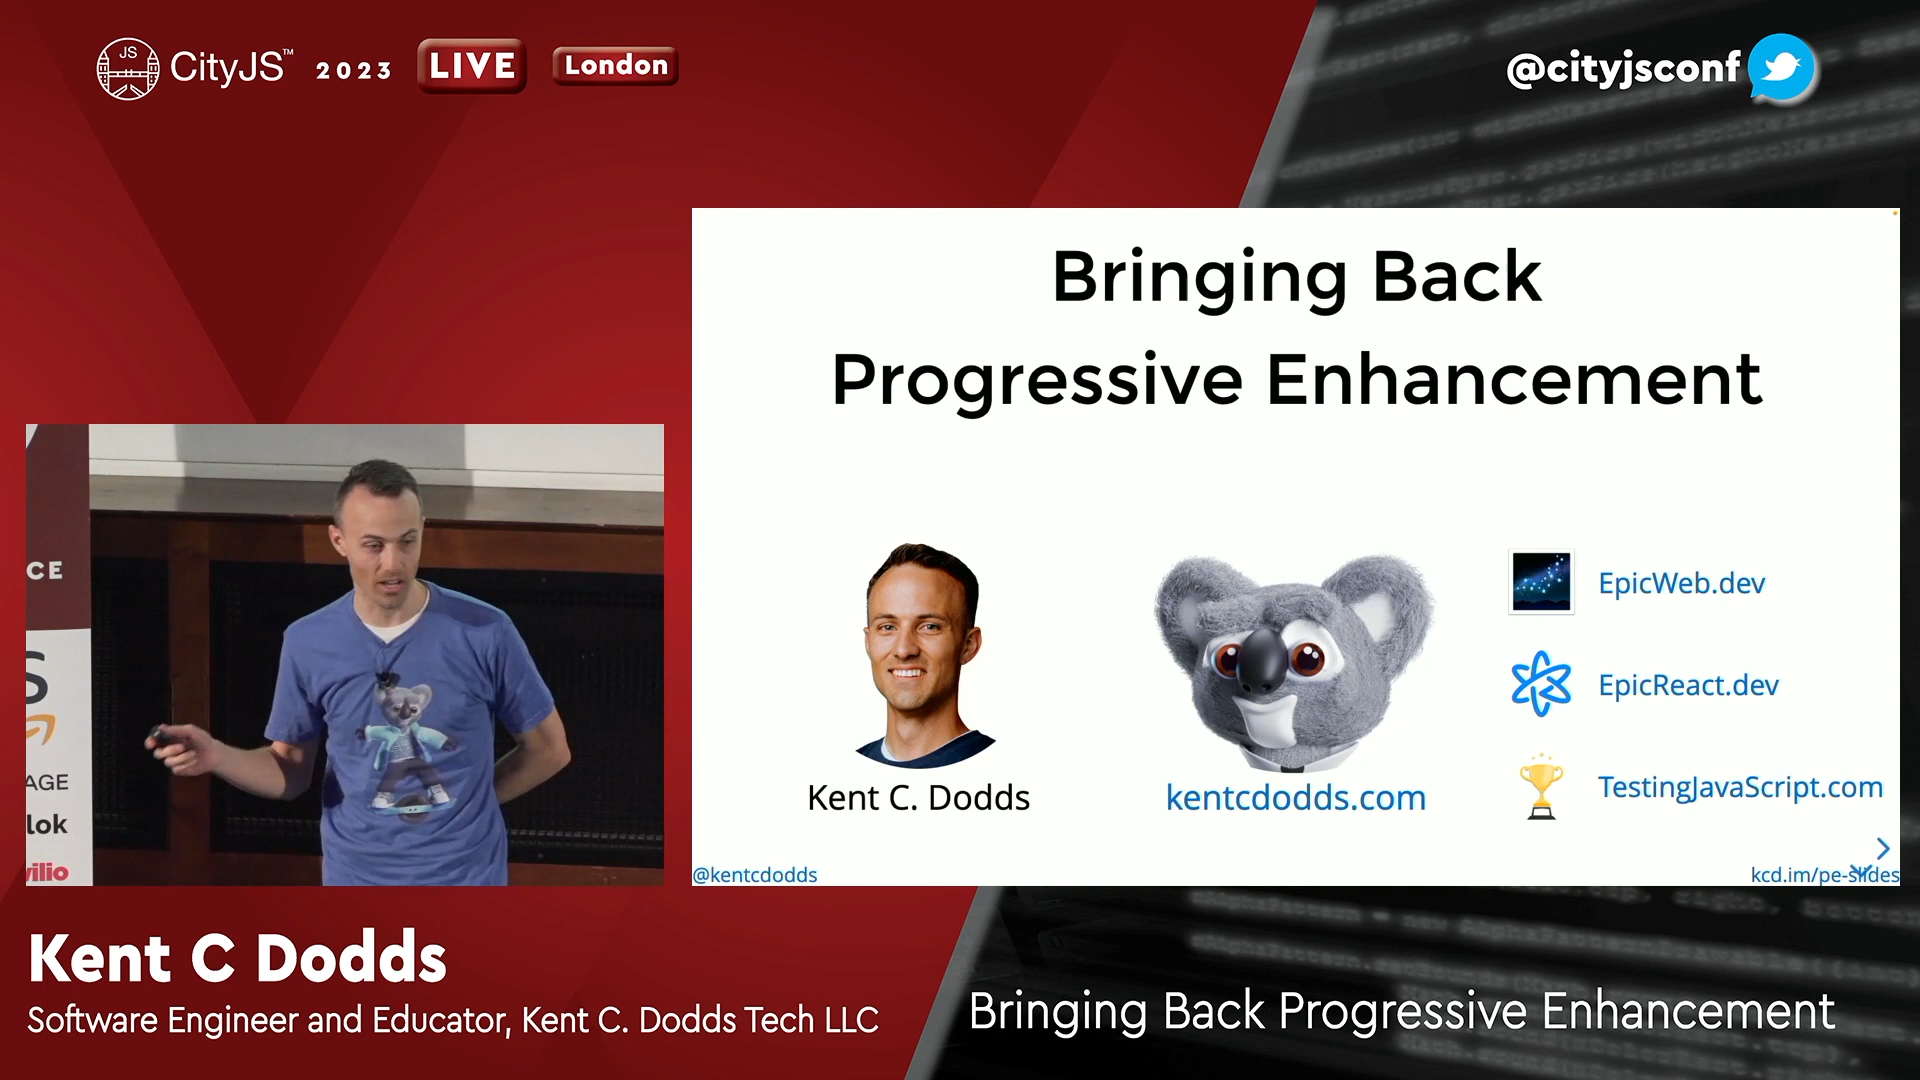 JS
CityJS™ 2023 LIVE London
@cityjsconf
Bringing Back
Progressive Enhancement
EpicWeb.dev
EpicReact.dev
TestingJavaScript.com
Kent C. Dodds
kentcdodds.com
@kentcdodds
kcd.im/pe-slides
CE
S
AGE
lok
ilio
Kent C Dodds
Software Engineer and Educator, Kent C. Dodds Tech LLC
Bringing Back Progressive Enhancement